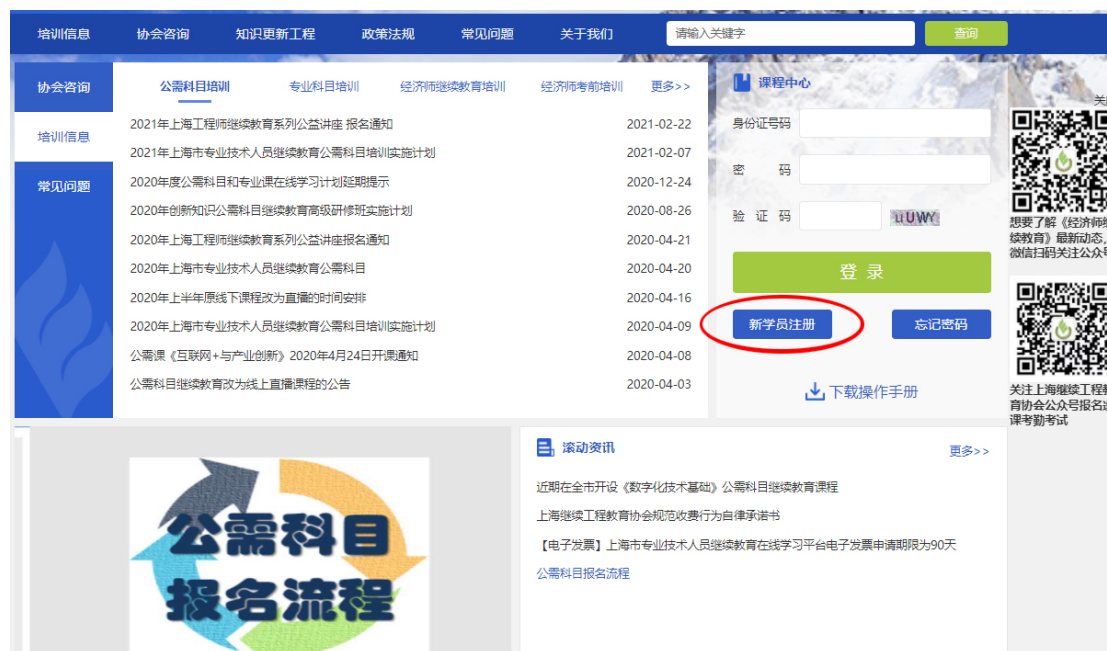 培训信息 协会咨询 知识更新工程 政策法规 常见问题 关于我们 请输入关键字 查询
协会咨询
培训信息
常见问题
公需科目培训 专业科目培训 经济师继续教育培训 经济师考前培训 更多>>
2021年上海工程师继续教育系列公益讲座 报名通知 2021-02-22
2021年上海市专业技术人员继续教育公需科目培训实施计划 2021-02-07
2020年度公需科目和专业课在线学习计划延期提示 2020-12-24
2020年创新知识公需科目继续教育高级研修班实施计划 2020-08-26
2020年上海工程师继续教育系列公益讲座报名通知 2020-04-21
2020年上海市专业技术人员继续教育公需科目 2020-04-20
2020年上半年原线下课程改为直播的时间安排 2020-04-16
2020年上海市专业技术人员继续教育公需科目培训实施计划 2020-04-09
公需课《互联网+与产业创新》2020年4月24日开课通知 2020-04-08
公需科目继续教育改为线上直播课程的公告 2020-04-03
课程中心
身份证号码
密 码
验 证 码 uUWY
登 录
新学员注册 忘记密码
下载操作手册
关
想要了解《经济师继
续教育》最新动态，
微信扫码关注公众号
关注上海继续工程教
育协会公众号报名选
课考勤考试
公需科目
报名流程
滚动资讯 更多>>
近期在全市开设《数字化技术基础》公需科目继续教育课程
上海继续工程教育协会规范收费行为自律承诺书
【电子发票】上海市专业技术人员继续教育在线学习平台电子发票申请期限为90天
公需科目报名流程